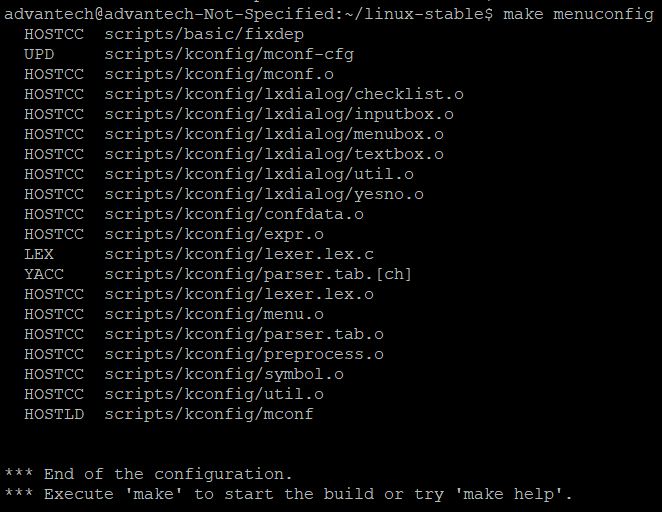 advantech@advantech-Not-Specified:~/linux-stable$ make menuconfig
  HOSTCC  scripts/basic/fixdep
  UPD     scripts/kconfig/mconf-cfg
  HOSTCC  scripts/kconfig/mconf.o
  HOSTCC  scripts/kconfig/lxdialog/checklist.o
  HOSTCC  scripts/kconfig/lxdialog/inputbox.o
  HOSTCC  scripts/kconfig/lxdialog/menubox.o
  HOSTCC  scripts/kconfig/lxdialog/textbox.o
  HOSTCC  scripts/kconfig/lxdialog/util.o
  HOSTCC  scripts/kconfig/lxdialog/yesno.o
  HOSTCC  scripts/kconfig/confdata.o
  HOSTCC  scripts/kconfig/expr.o
  LEX     scripts/kconfig/lexer.lex.c
  YACC    scripts/kconfig/parser.tab.[ch]
  HOSTCC  scripts/kconfig/lexer.lex.o
  HOSTCC  scripts/kconfig/menu.o
  HOSTCC  scripts/kconfig/parser.tab.o
  HOSTCC  scripts/kconfig/preprocess.o
  HOSTCC  scripts/kconfig/symbol.o
  HOSTCC  scripts/kconfig/util.o
  HOSTLD  scripts/kconfig/mconf
*** End of the configuration.
*** Execute 'make' to start the build or try 'make help'.